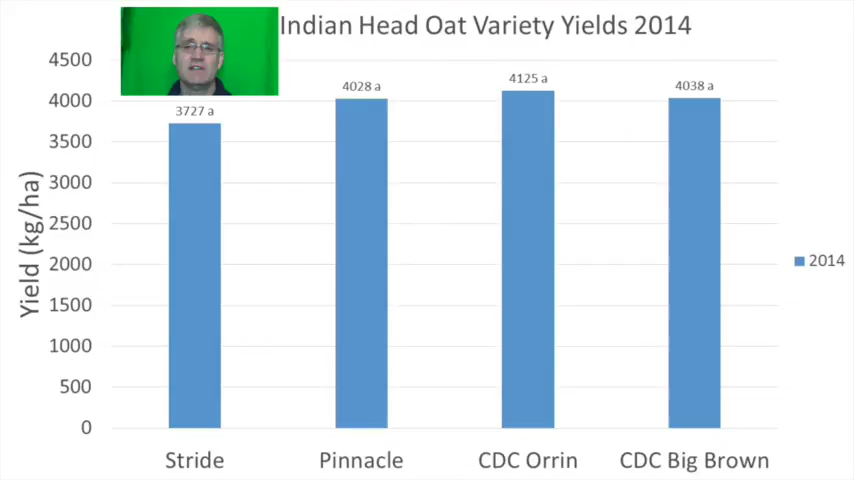 Indian Head Oat Variety Yields 2014
4500
4000
3500
3000
2500
2000
1500
1000
500
0
Yield (kg/ha)
3727 a
4028 a
4125 a
4038 a
Stride
Pinnacle
CDC Orrin
CDC Big Brown
2014